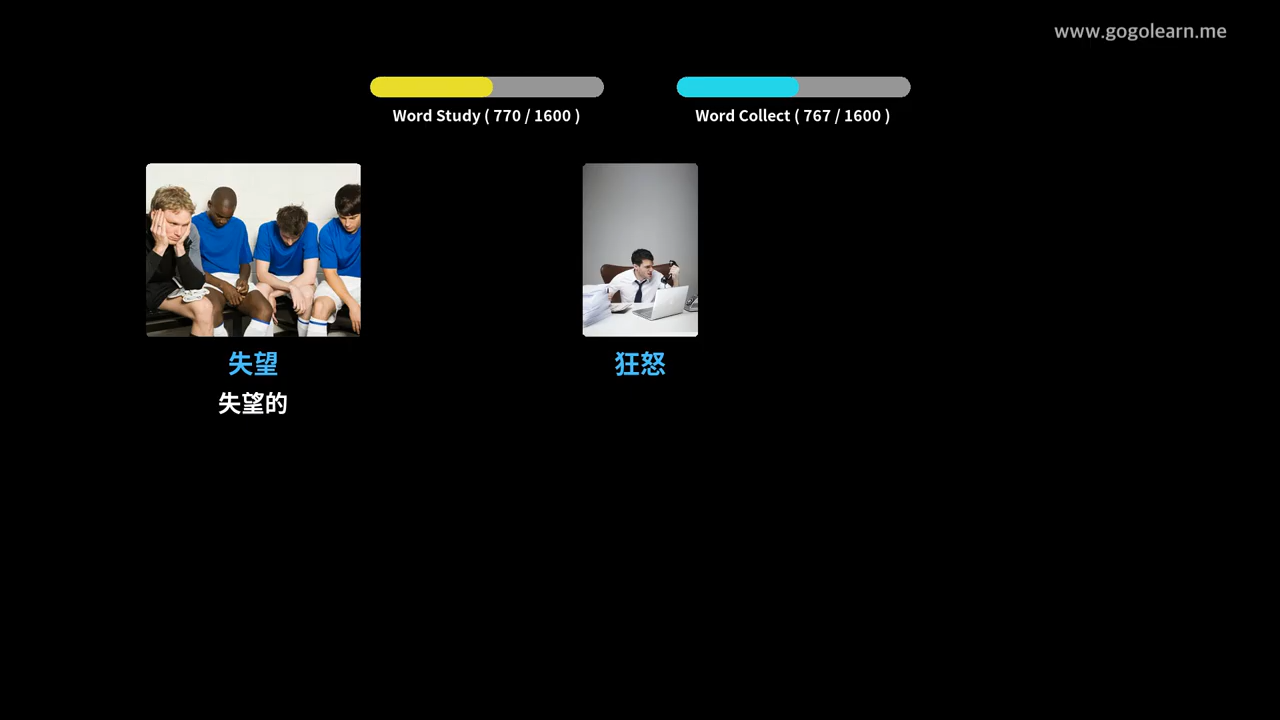 www.gogolearn.me
Word Study ( 770 / 1600 )
Word Collect ( 767 / 1600 )
失望
狂怒
失望的